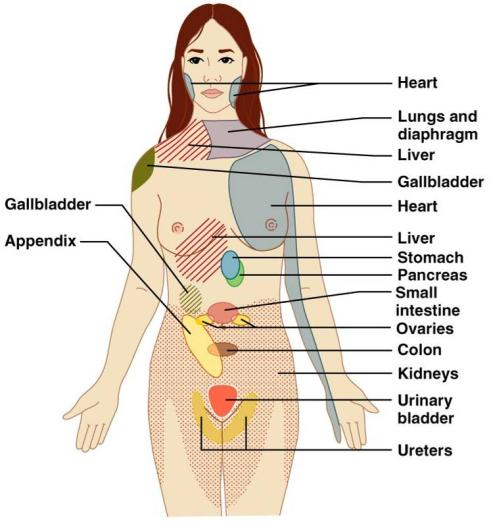 Heart
Lungs and
diaphragm
Liver
Gallbladder
Heart
Gallbladder
Appendix
Liver
Stomach
Pancreas
Small
intestine
Ovaries
Colon
Kidneys
Urinary
bladder
Ureters